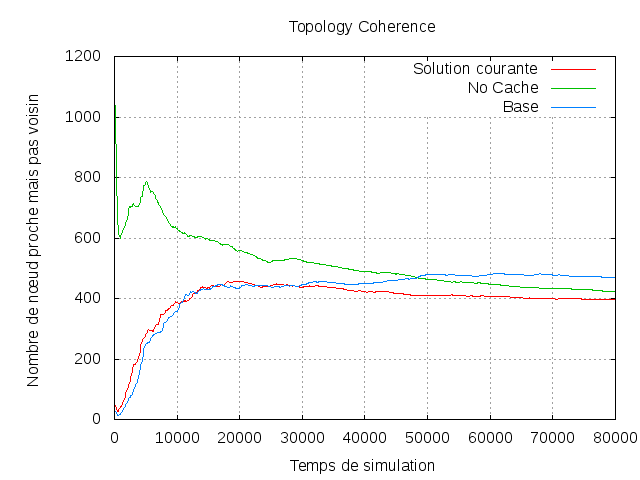 Topology Coherence
Nombre de nœud proche mais pas voisin
1200
1000
800
600
400
200
0
Solution courante
No Cache
Base
0 10000 20000 30000 40000 50000 60000 70000 80000
Temps de simulation